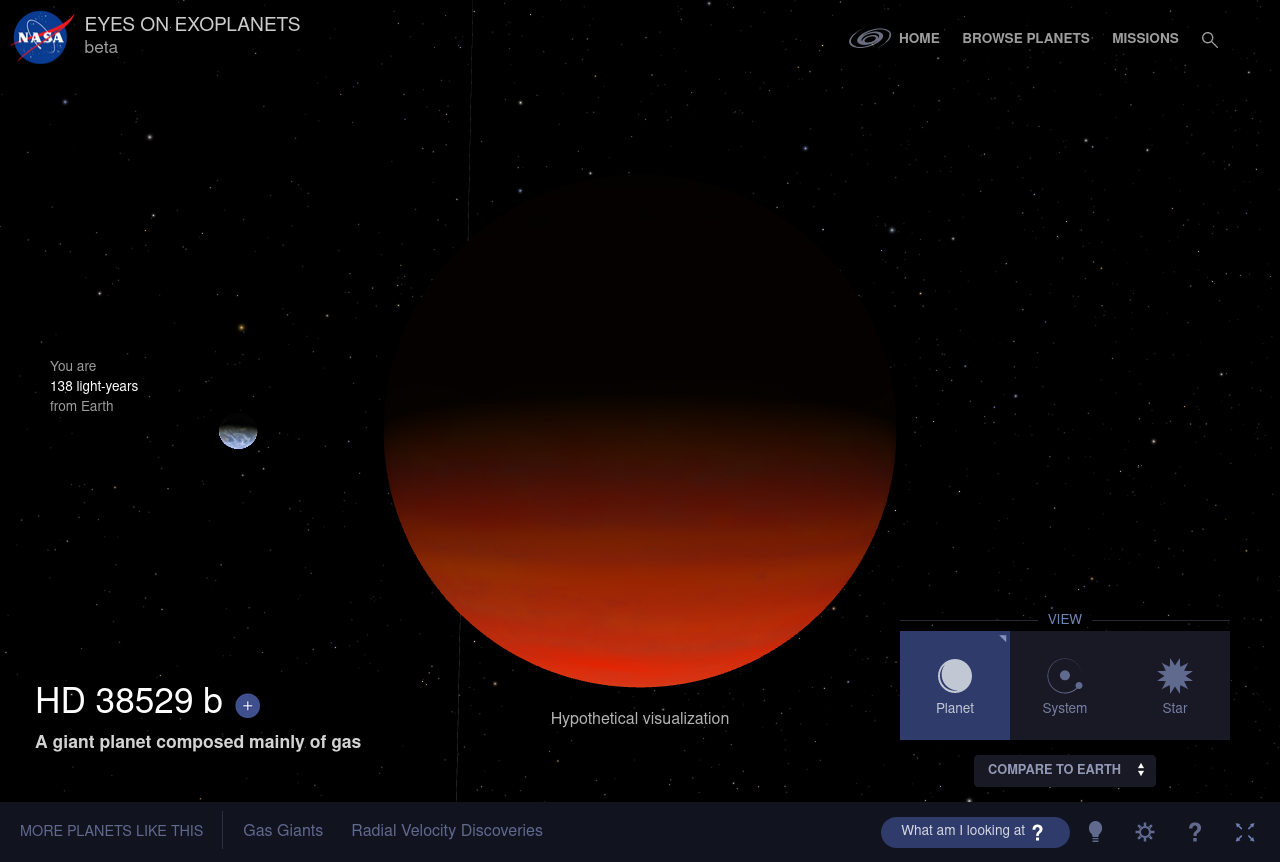 NASA
EYES ON EXOPLANETS
beta
HOME
BROWSE PLANETS
MISSIONS
You are
138 light-years
from Earth
VIEW
Planet
System
Star
HD 38529 b +
A giant planet composed mainly of gas
Hypothetical visualization
COMPARE TO EARTH
MORE PLANETS LIKE THIS
Gas Giants
Radial Velocity Discoveries
What am I looking at ?
?